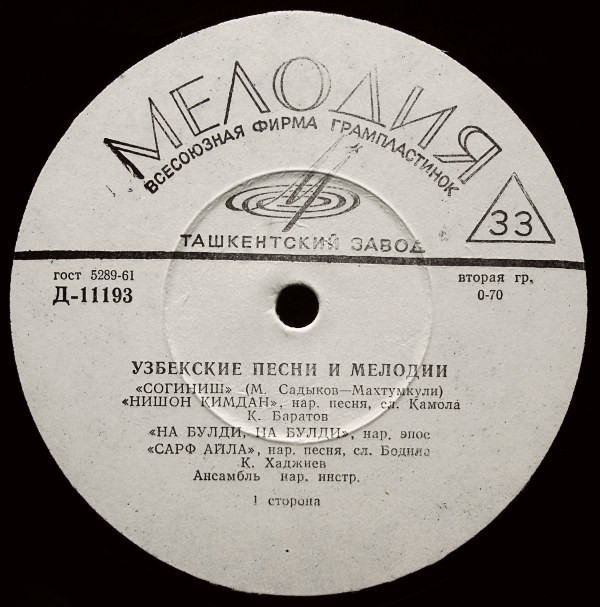 МЕЛОДИЯ
ВСЕСОЮЗНАЯ ФИРМА ГРАМПЛАСТИНОК
33
ТАШКЕНТСКИЙ ЗАВОД
гост 5289-61
Д-11193
вторая гр.
0-70
УЗБЕКСКИЕ ПЕСНИ И МЕЛОДИИ
«СОГИНИШ» (М. Садыков—Махтумкули)
«НИШОН КИМДАН», нар. песня, сл. Камола
К. Баратов
«НА БУЛДИ, НА БУЛДИ», нар. эпос
«САРФ АЙЛА», нар. песня, сл. Бодила
К. Хаджиев
Ансамбль нар. инстр.
1 сторона